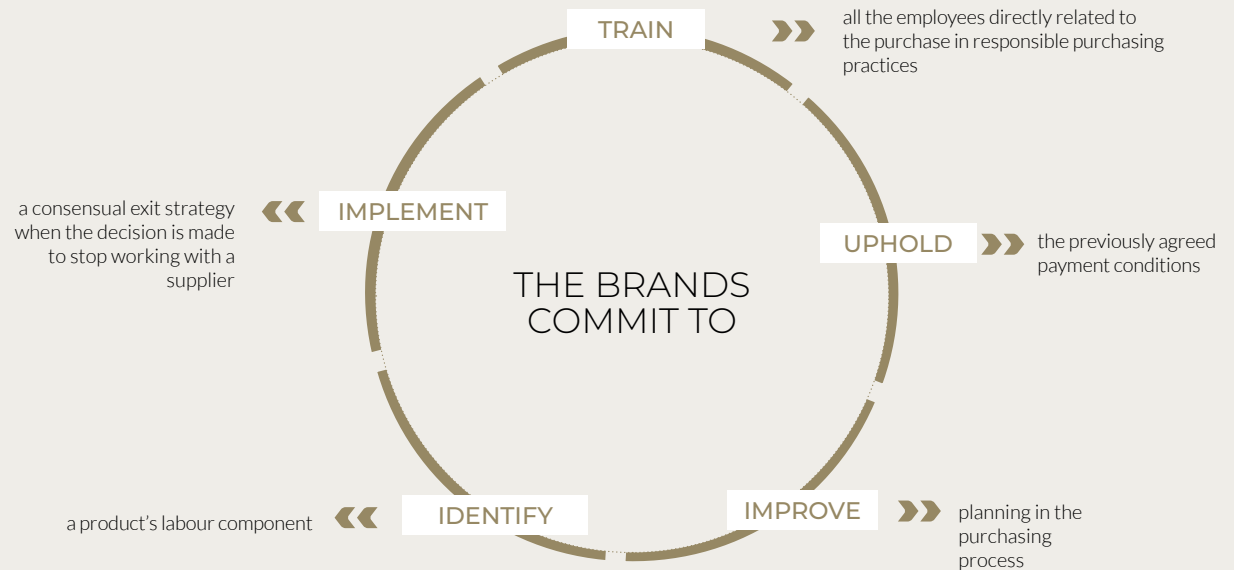 THE BRANDS
COMMIT TO
TRAIN
all the employees directly related to
the purchase in responsible purchasing
practices
UPHOLD
the previously agreed
payment conditions
IMPROVE
planning in the
purchasing
process
IDENTIFY
a product’s labour component
IMPLEMENT
a consensual exit strategy
when the decision is made
to stop working with a
supplier